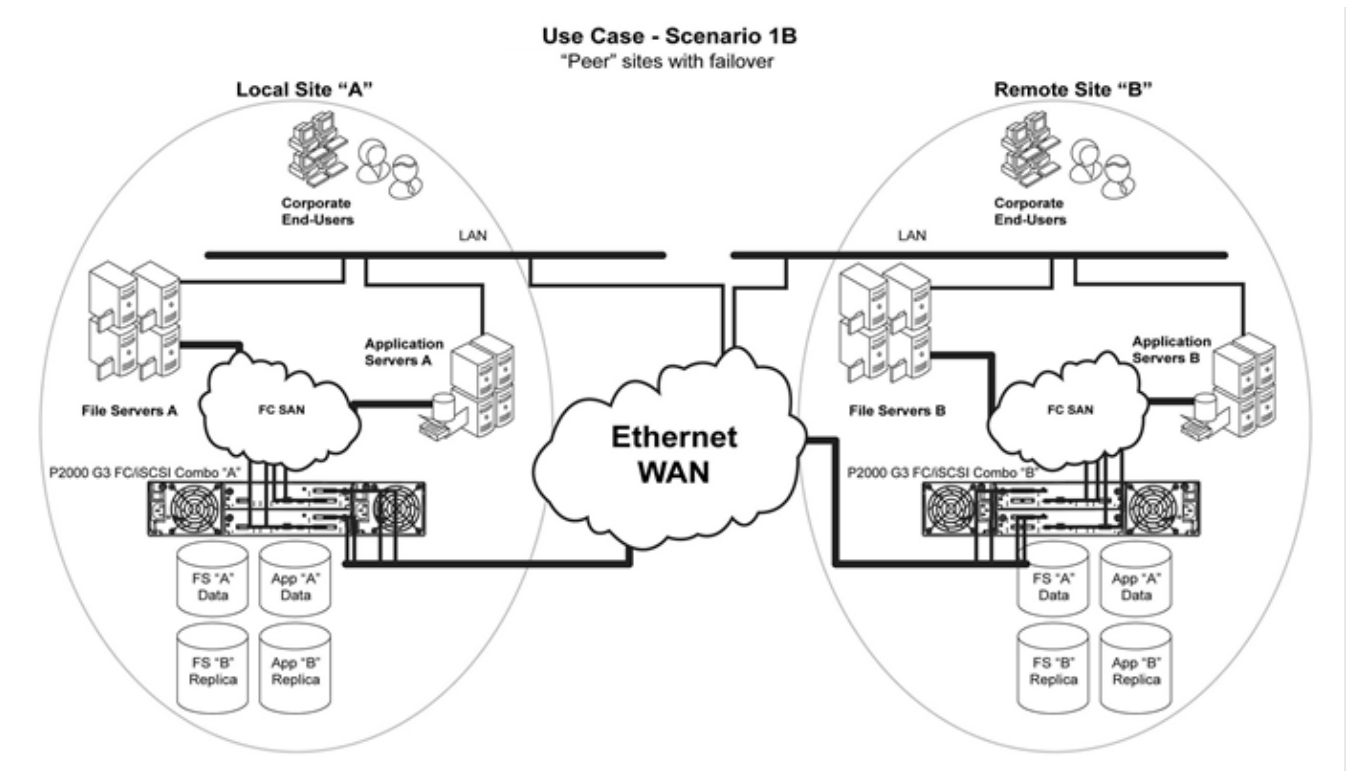 Use Case - Scenario 1B
“Peer” sites with failover
Local Site “A”
Remote Site “B”
Corporate
End-Users
Corporate
End-Users
LAN
LAN
Application
Servers A
Application
Servers B
File Servers A
FC SAN
File Servers B
FC SAN
Ethernet
WAN
P2000 G3 FC/iSCSI Combo “A”
P2000 G3 FC/iSCSI Combo “B”
FS “A”
Data
App “A”
Data
FS “A”
Data
App “A”
Data
FS “B”
Replica
App “B”
Replica
FS “B”
Replica
App “B”
Replica